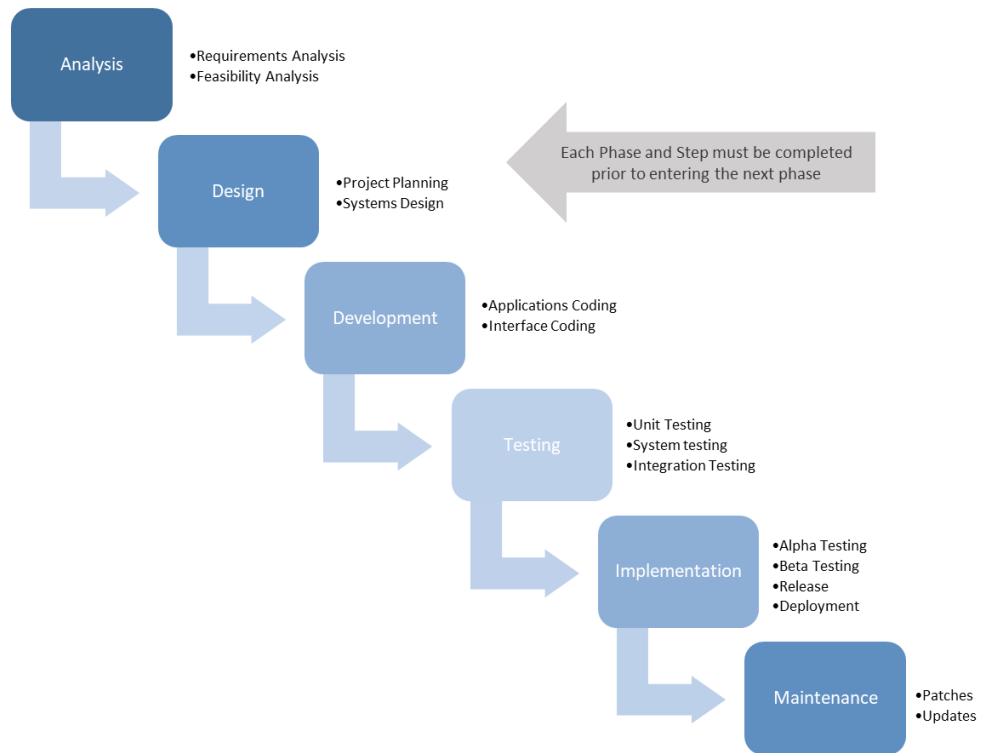 Analysis
•Requirements Analysis
•Feasibility Analysis
Each Phase and Step must be completed
prior to entering the next phase
Design
•Project Planning
•Systems Design
Development
•Applications Coding
•Interface Coding
Testing
•Unit Testing
•System testing
•Integration Testing
Implementation
•Alpha Testing
•Beta Testing
•Release
•Deployment
Maintenance
•Patches
•Updates